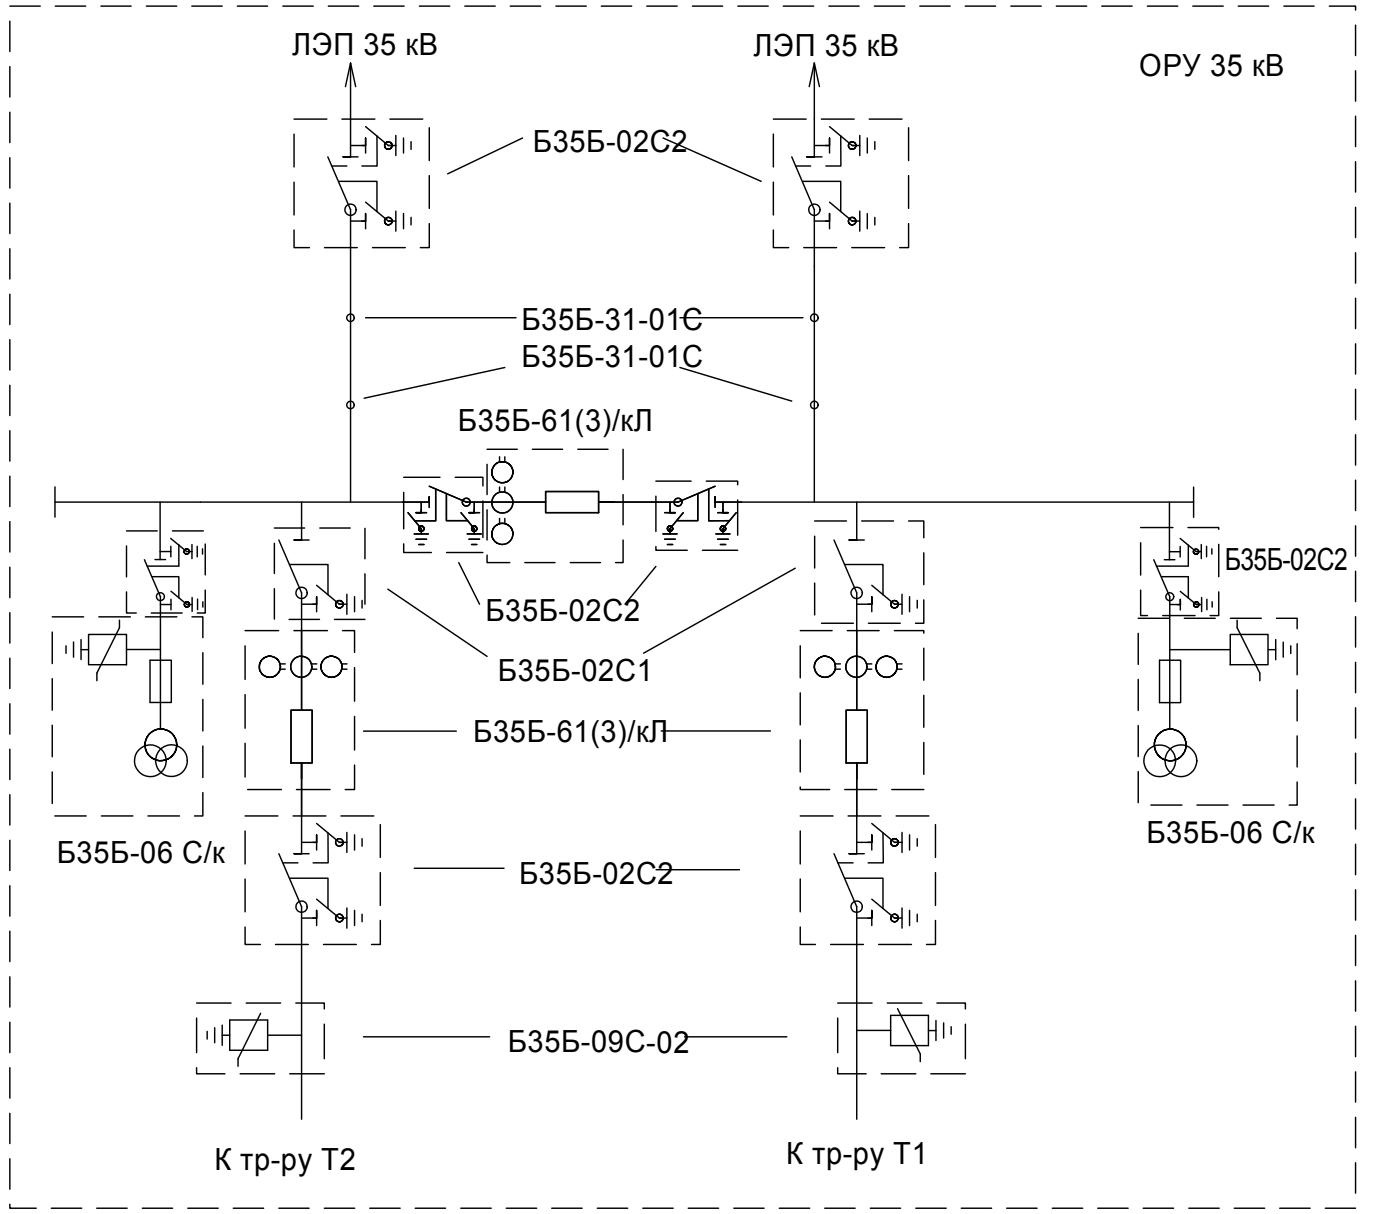 ЛЭП 35 кВ
ЛЭП 35 кВ
ОРУ 35 кВ
Б35Б-02С2
Б35Б-31-01С
Б35Б-31-01С
Б35Б-61(3)/кЛ
Б35Б-02С2
Б35Б-02С2
Б35Б-02С1
Б35Б-61(3)/кЛ
Б35Б-06 С/к
Б35Б-06 С/к
Б35Б-02С2
Б35Б-09С-02
К тр-ру Т2
К тр-ру Т1